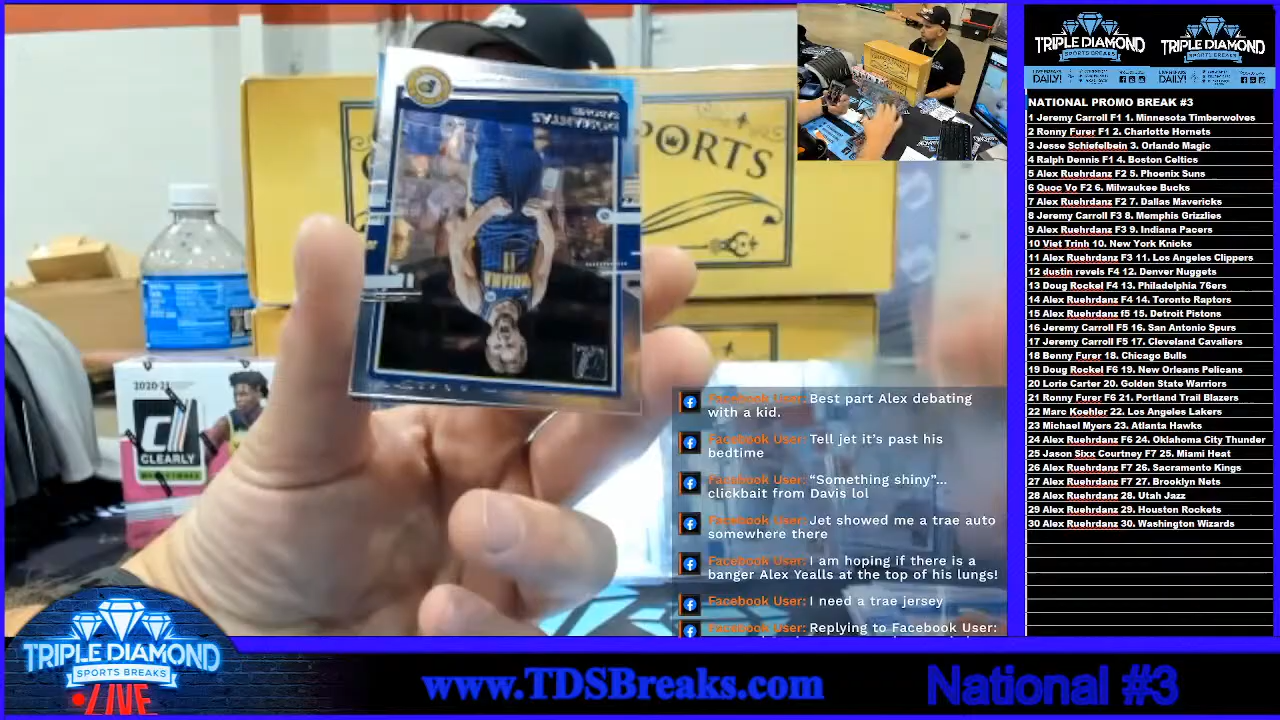 SABONIS
INDIANA
11
PORTS
2020-21
CLEARLY
TRIPLE DIAMOND
SPORTS BREAKS
TRIPLE DIAMOND
SPORTS BREAKS
LIVE BREAKS
DAILY!
LIVE BREAKS
DAILY!
NATIONAL PROMO BREAK #3
1 Jeremy Carroll F1 1. Minnesota Timberwolves
2 Ronny Furer F1 2. Charlotte Hornets
3 Jesse Schiefelbein 3. Orlando Magic
4 Ralph Dennis F1 4. Boston Celtics
5 Alex Ruehrdanz F2 5. Phoenix Suns
6 Quoc Vo F2 6. Milwaukee Bucks
7 Alex Ruehrdanz F2 7. Dallas Mavericks
8 Jeremy Carroll F3 8. Memphis Grizzlies
9 Alex Ruehrdanz F3 9. Indiana Pacers
10 Viet Trinh 10. New York Knicks
11 Alex Ruehrdanz F3 11. Los Angeles Clippers
12 dustin revels F4 12. Denver Nuggets
13 Doug Rockel F4 13. Philadelphia 76ers
14 Alex Ruehrdanz F4 14. Toronto Raptors
15 Alex Ruehrdanz f5 15. Detroit Pistons
16 Jeremy Carroll F5 16. San Antonio Spurs
17 Jeremy Carroll F5 17. Cleveland Cavaliers
18 Benny Furer 18. Chicago Bulls
19 Doug Rockel F6 19. New Orleans Pelicans
20 Lorie Carter 20. Golden State Warriors
21 Ronny Furer F6 21. Portland Trail Blazers
22 Marc Koehler 22. Los Angeles Lakers
23 Michael Myers 23. Atlanta Hawks
24 Alex Ruehrdanz F6 24. Oklahoma City Thunder
25 Jason Sixx Courtney F7 25. Miami Heat
26 Alex Ruehrdanz F7 26. Sacramento Kings
27 Alex Ruehrdanz F7 27. Brooklyn Nets
28 Alex Ruehrdanz 28. Utah Jazz
29 Alex Ruehrdanz 29. Houston Rockets
30 Alex Ruehrdanz 30. Washington Wizards
Facebook User: Best part Alex debating
with a kid.
Facebook User: Tell jet it's past his
bedtime
Facebook User: "Something shiny"...
clickbait from Davis lol
Facebook User: Jet showed me a trae auto
somewhere there
Facebook User: I am hoping if there is a
banger Alex Yealls at the top of his lungs!
Facebook User: I need a trae jersey
Facebook User: Replying to Facebook User:
TRIPLE DIAMOND
SPORTS BREAKS
LIVE
www.TDSBreaks.com
National #3